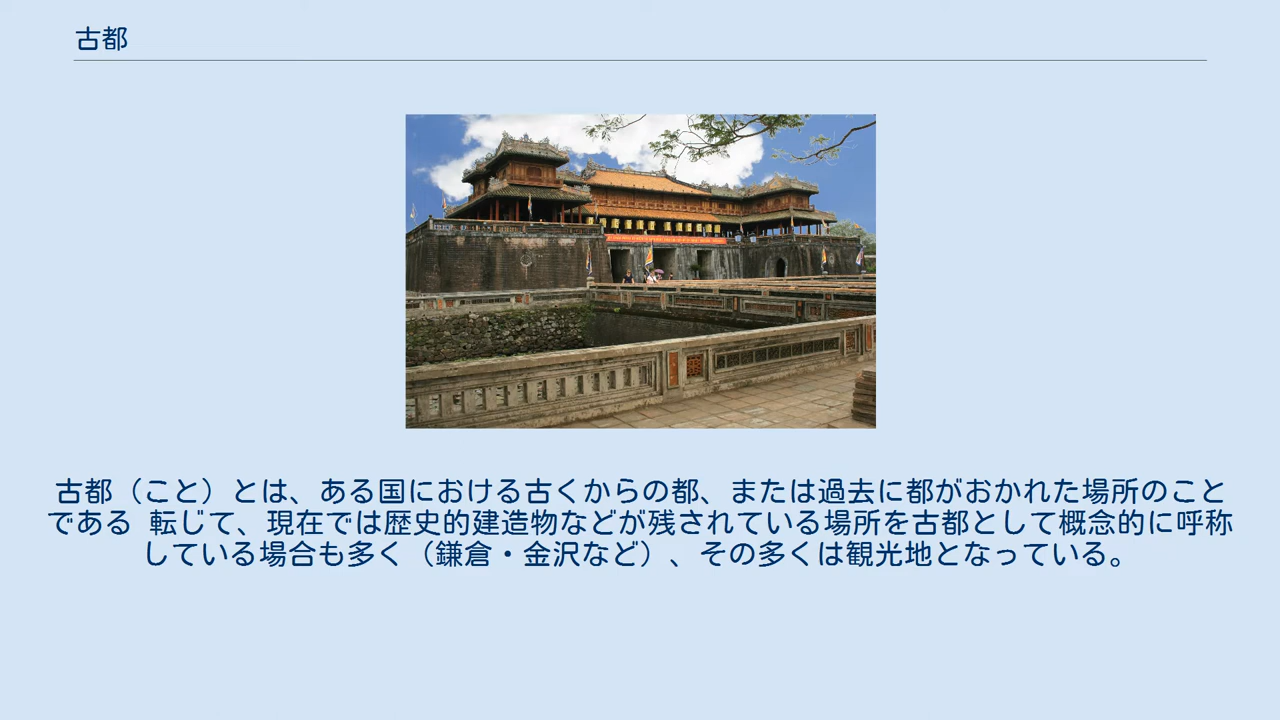 古都
古都（こと）とは、ある国における古くからの都、または過去に都がおかれた場所のこと
である 転じて、現在では歴史的建造物などが残されている場所を古都として概念的に呼称
している場合も多く（鎌倉・金沢など）、その多くは観光地となっている。